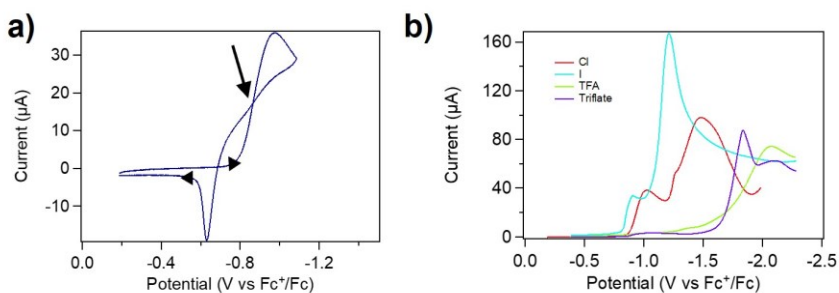 a)
30
20
10
0
-10
Current (µA)
0.0
-0.4
-0.8
-1.2
Potential (V vs Fc⁺/Fc)
b)
160
120
80
40
0
Current (µA)
Cl
I
TFA
Triflate
0.0
-0.5
-1.0
-1.5
-2.0
-2.5
Potential (V vs Fc⁺/Fc)